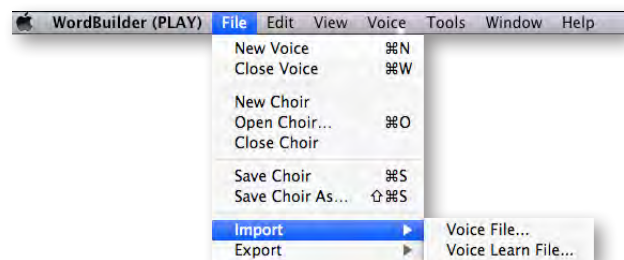 WordBuilder (PLAY) File Edit View Voice Tools Window Help
New Voice ⌘N
Close Voice ⌘W
New Choir
Open Choir... ⌘O
Close Choir
Save Choir ⌘S
Save Choir As... ⇧⌘S
Import ▶ Voice File...
Export ▶ Voice Learn File...